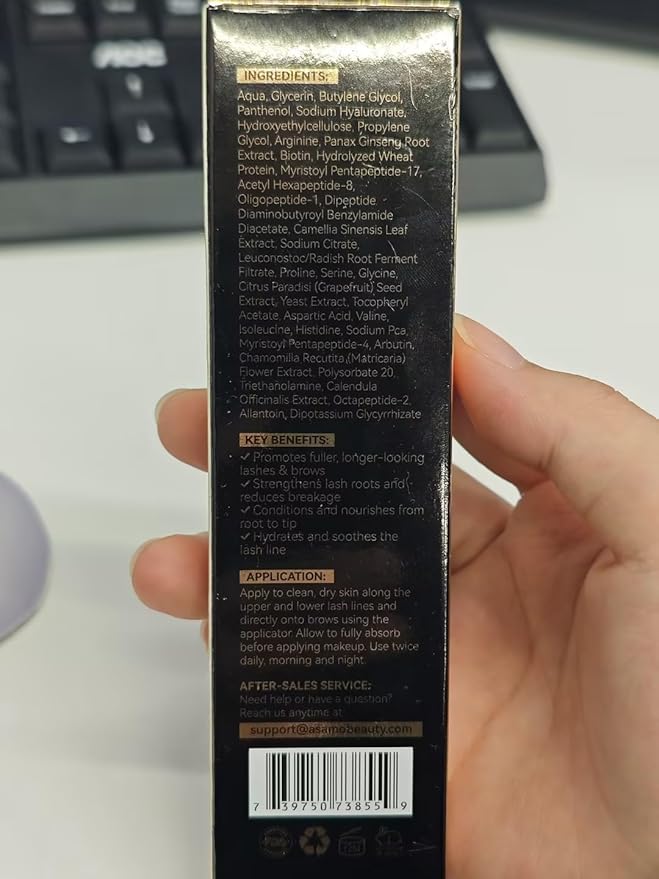 AOC
INGREDIENTS:
Aqua, Glycerin, Butylene Glycol,
Panthenol, Sodium Hyaluronate,
Hydroxyethylcellulose, Propylene
Glycol, Arginine, Panax Ginseng Root
Extract, Biotin, Hydrolyzed Wheat
Protein, Myristoyl Pentapeptide-17,
Acetyl Hexapeptide-8,
Oligopeptide-1, Dipeptide
Diaminobutyroyl Benzylamide
Diacetate, Camellia Sinensis Leaf
Extract, Sodium Citrate,
Leuconostoc/Radish Root Ferment
Filtrate, Proline, Serine, Glycine,
Citrus Paradisi (Grapefruit) Seed
Extract, Yeast Extract, Tocopheryl
Acetate, Aspartic Acid, Valine,
Isoleucine, Histidine, Sodium Pca,
Myristoyl Pentapeptide-4, Arbutin,
Chamomilla Recutita (Matricaria)
Flower Extract, Polysorbate 20,
Triethanolamine, Calendula
Officinalis Extract, Octapeptide-2,
Allantoin, Dipotassium Glycyrrhizate
KEY BENEFITS:
✓ Promotes fuller, longer-looking
lashes & brows
✓ Strengthens lash roots and
reduces breakage
✓ Conditions and nourishes from
root to tip
✓ Hydrates and soothes the
lash line
APPLICATION:
Apply to clean, dry skin along the
upper and lower lash lines and
directly onto brows using the
applicator. Allow to fully absorb
before applying makeup. Use twice
daily, morning and night.
AFTER-SALES SERVICE:
Need help or have a question?
Reach us anytime at
support@asamobeauty.com
7 39750 73855 9